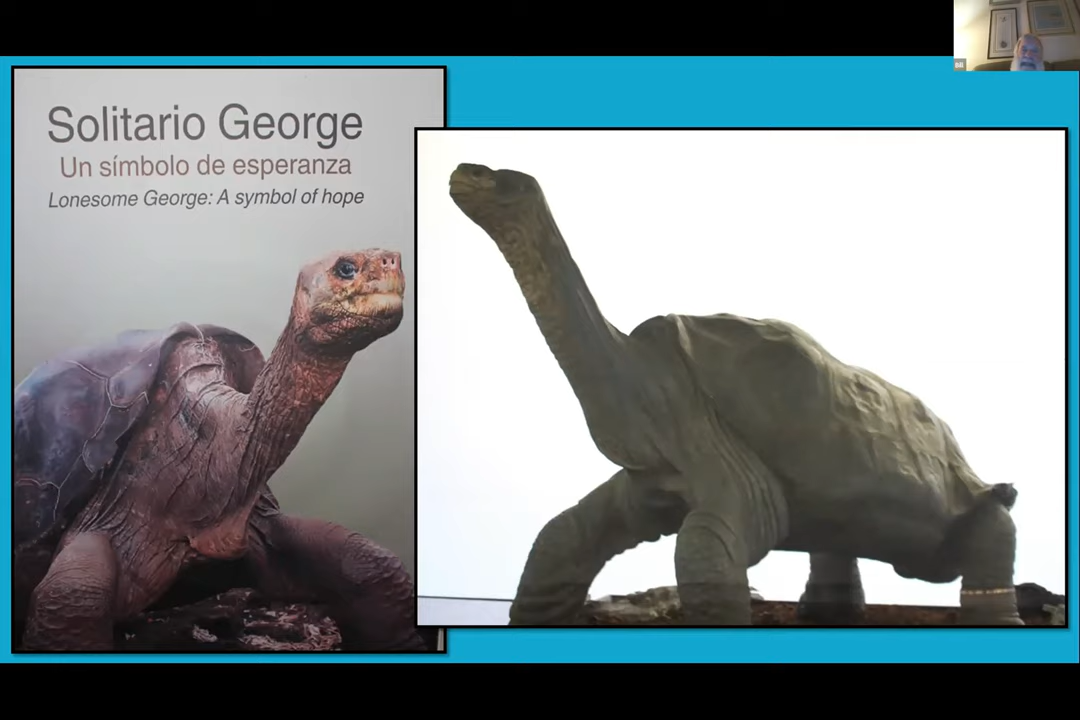 Solitario George
Un símbolo de esperanza
Lonesome George: A symbol of hope